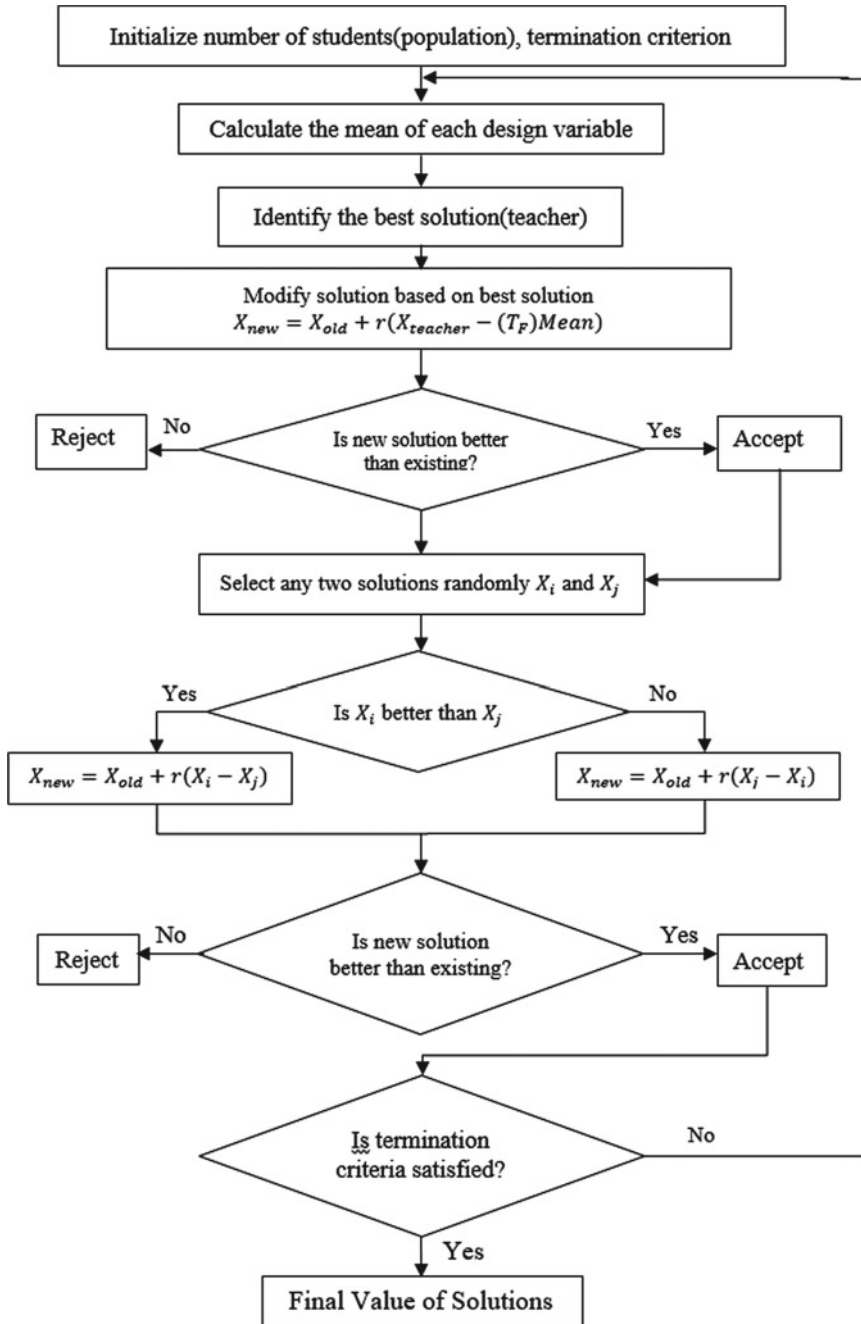 Initialize number of students(population), termination criterion
Calculate the mean of each design variable
Identify the best solution(teacher)
Modify solution based on best solution
X_new = X_old + r(X_teacher − (T_F)Mean)
Reject
No
Is new solution better
than existing?
Yes
Accept
Select any two solutions randomly X_i and X_j
Yes
Is X_i better than X_j
No
X_new = X_old + r(X_i − X_j)
X_new = X_old + r(X_j − X_i)
Reject
No
Is new solution
better than existing?
Yes
Accept
Is termination
criteria satisfied?
No
Yes
Final Value of Solutions